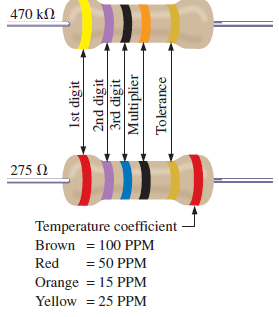 470 kΩ
1st digit
2nd digit
3rd digit
Multiplier
Tolerance
275 Ω
Temperature coefficient
Brown = 100 PPM
Red = 50 PPM
Orange = 15 PPM
Yellow = 25 PPM